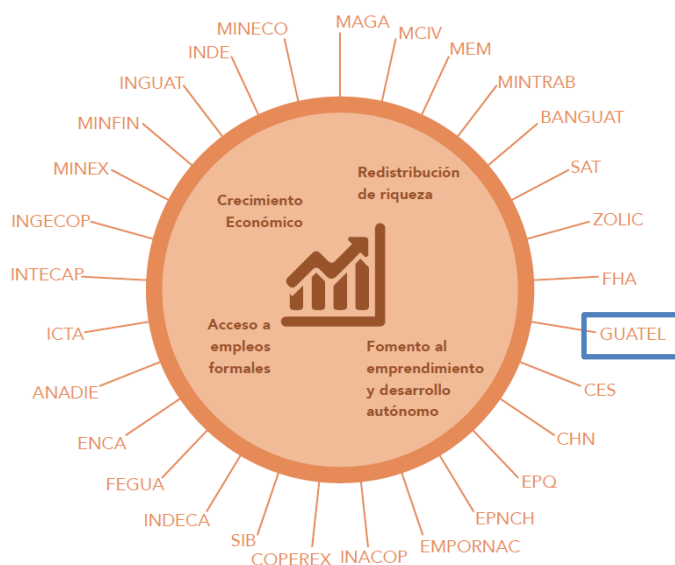 MAGA
MCIV
MEM
MINTRAB
BANGUAT
SAT
ZOLIC
FHA
GUATEL
CES
CHN
EPQ
EPNCH
EMPORNAC
INACOP
COPEREX
SIB
INDECA
FEGUA
ENCA
ANADIE
ICTA
INTECAP
INGECOP
MINEX
MINFIN
INGUAT
INDE
MINECO
Crecimiento
Económico
Redistribución
de riqueza
Acceso a
empleos
formales
Fomento al
emprendimiento
y desarrollo
autónomo